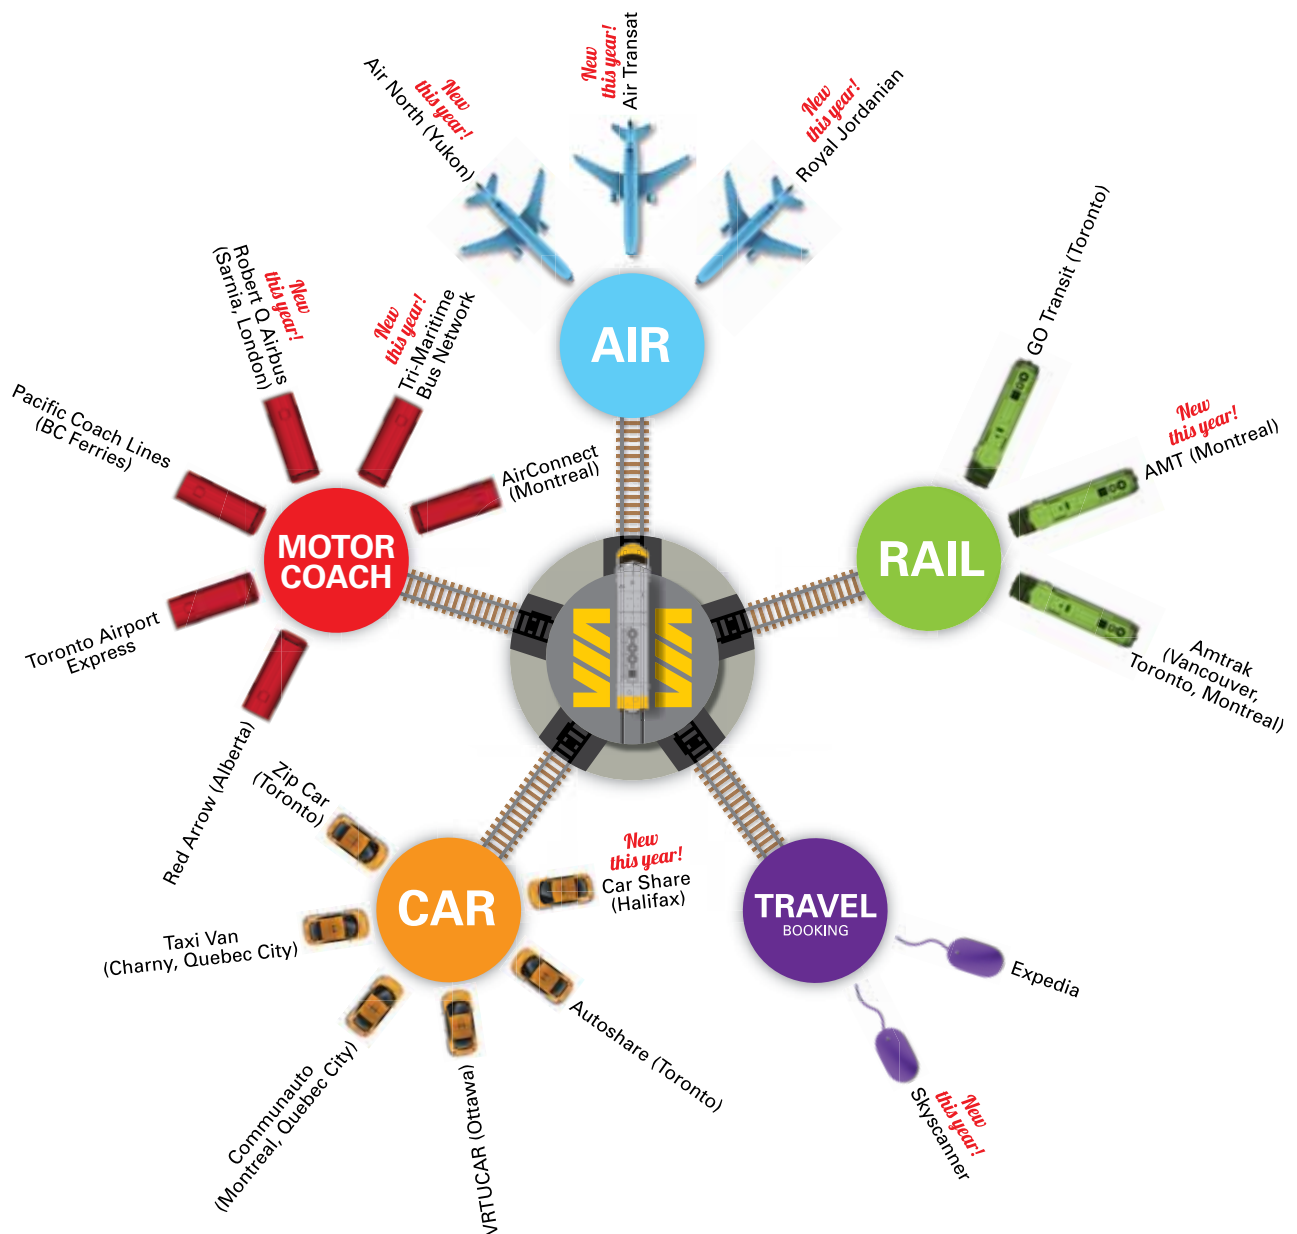 New
this year!
Air North (Yukon)
New
this year!
Air Transat
New
this year!
Royal Jordanian
AIR
GO Transit (Toronto)
New
this year!
AMT (Montreal)
Amtrak
(Vancouver,
Toronto, Montreal)
RAIL
New
this year!
Robert Q Airbus
(Sarnia, London)
New
this year!
Tri-Maritime
Bus Network
AirConnect
(Montreal)
Pacific Coach Lines
(BC Ferries)
Toronto Airport
Express
Red Arrow (Alberta)
MOTOR
COACH
Zip Car
(Toronto)
Taxi Van
(Charny, Quebec City)
Communauto
(Montreal, Quebec City)
VRTUCAR (Ottawa)
Autoshare (Toronto)
New
this year!
Car Share
(Halifax)
CAR
TRAVEL
BOOKING
Expedia
New
this year!
Skyscanner